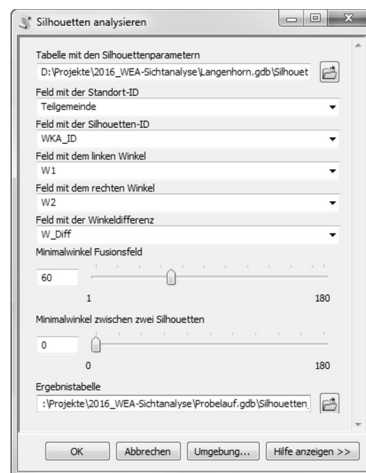 Silhouetten analysieren
Tabelle mit den Silhouettenparametern
D:\Projekte\2016_WEA-Sichtanalyse\Langenhorn.gdb\Silhouet
Feld mit der Standort-ID
Teilgemeinde
Feld mit der Silhouetten-ID
WKA_ID
Feld mit dem linken Winkel
W1
Feld mit dem rechten Winkel
W2
Feld mit der Winkeldifferenz
W_Diff
Minimalwinkel Fusionsfeld
60
1 180
Minimalwinkel zwischen zwei Silhouetten
0
0 180
Ergebnistabelle
:\Projekte\2016_WEA-Sichtanalyse\Probelauf.gdb\Silhouetten_
OK Abbrechen Umgebung... Hilfe anzeigen >>